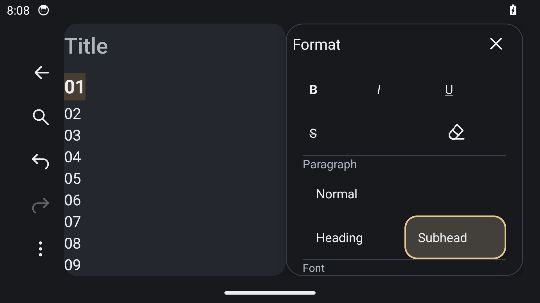 8:08
Title
01
02
03
04
05
06
07
08
09
Format
B I U
S
Paragraph
Normal
Heading Subhead
Font